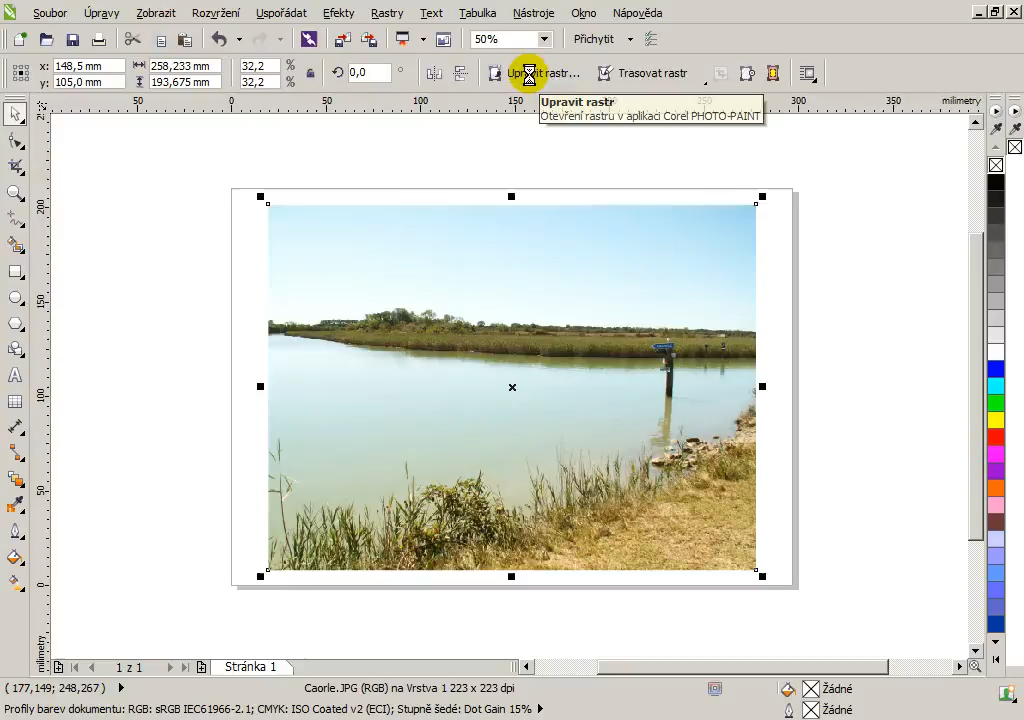 Soubor Úpravy Zobrazit Rozvržení Uspořádat Efekty Rastry Text Tabulka Nástroje Okno Nápověda
50% Přichytit
x: 148,5 mm 258,233 mm 32,2 % 0,0 ° Upravit rastr... Trasovat rastr
y: 105,0 mm 193,675 mm 32,2 %
Upravit rastr
Otevření rastru v aplikaci Corel PHOTO-PAINT
50 0 50 100 150 250 300 350 milimetry
200
150
100
50
0
milimetry
1 z 1 Stránka 1
( 177,149; 248,267 ) Caorle.JPG (RGB) na Vrstva 1 223 x 223 dpi Žádné
Profily barev dokumentu: RGB: sRGB IEC61966-2.1; CMYK: ISO Coated v2 (ECI); Stupně šedé: Dot Gain 15% Žádné